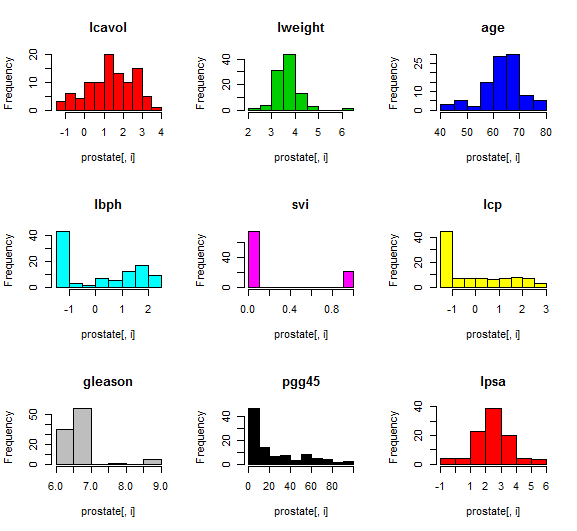 lcavol
Frequency
0 5 10 20
-1 0 1 2 3 4
prostate[, i]
lweight
Frequency
0 20 40
2 3 4 5 6
prostate[, i]
age
Frequency
0 10 25
40 50 60 70 80
prostate[, i]
lbph
Frequency
0 20 40
-1 0 1 2
prostate[, i]
svi
Frequency
0 40
0.0 0.4 0.8
prostate[, i]
lcp
Frequency
0 20 40
-1 0 1 2 3
prostate[, i]
gleason
Frequency
0 20 50
6.0 7.0 8.0 9.0
prostate[, i]
pgg45
Frequency
0 20 40
0 20 40 60 80
prostate[, i]
lpsa
Frequency
0 20 40
-1 0 1 2 3 4 5 6
prostate[, i]